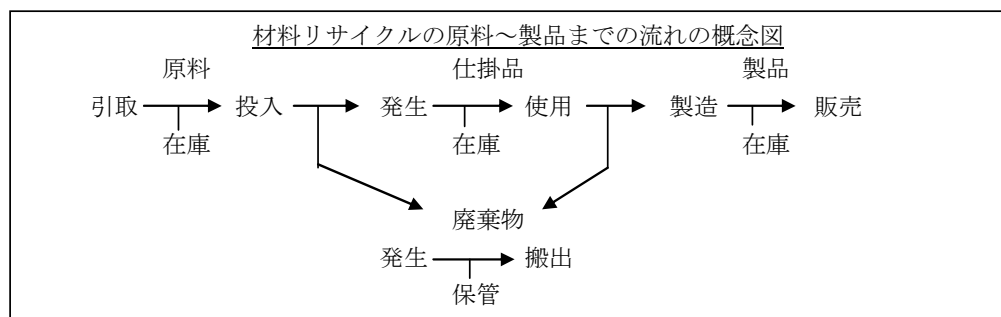 材料リサイクルの原料～製品までの流れの概念図
原料 仕掛品 製品
引取 投入 発生 使用 製造 販売
在庫 在庫 在庫
廃棄物
発生 搬出
保管